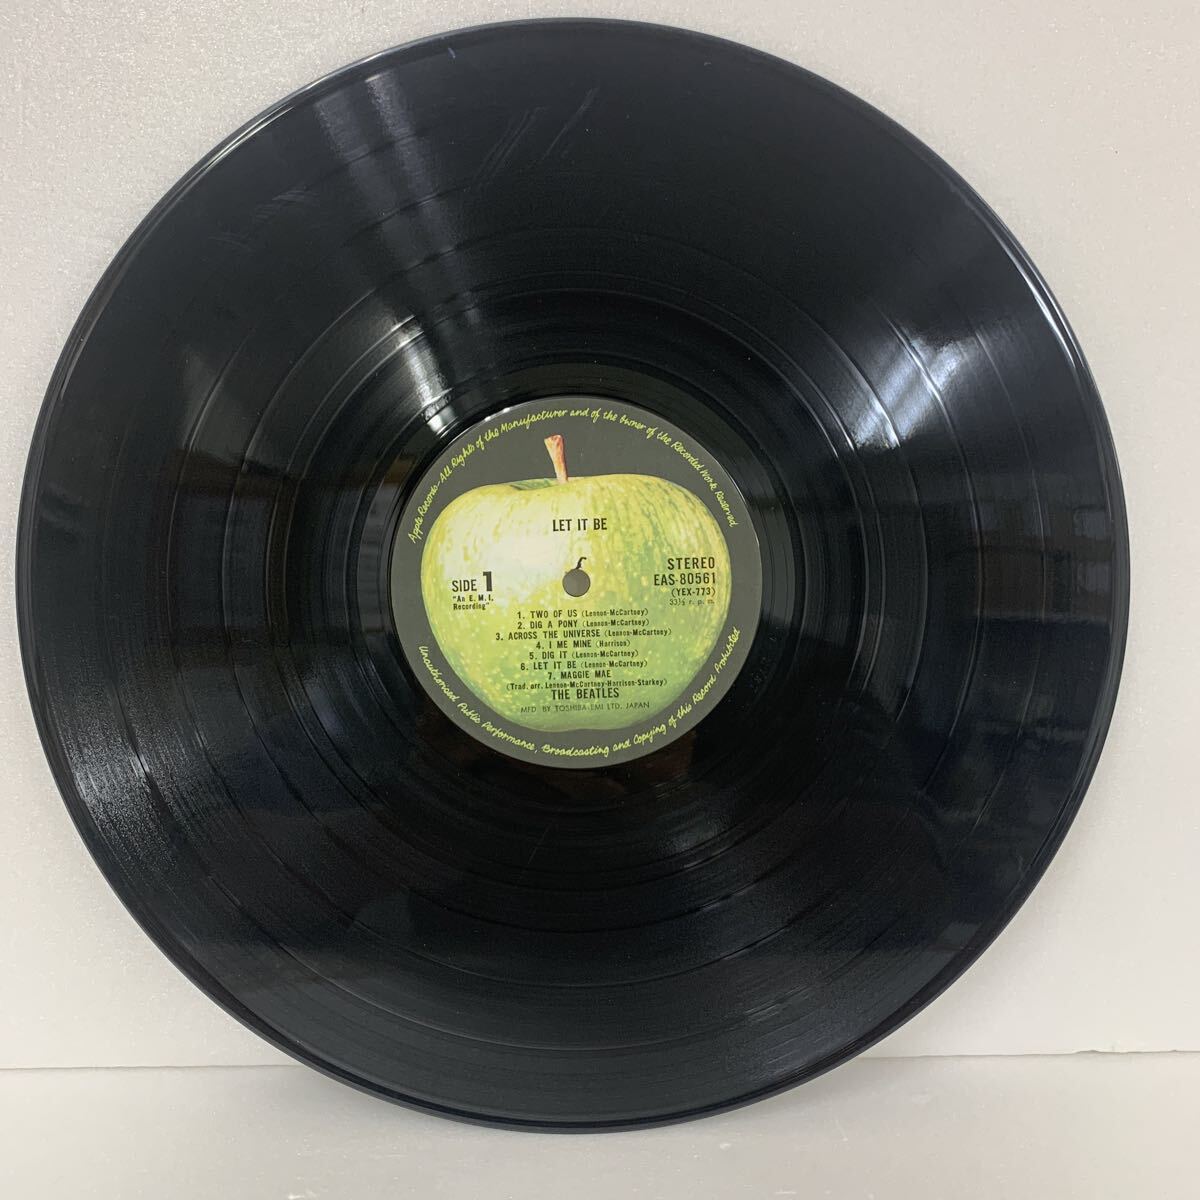 Apple Records-All Rights of the Manufacturer and of the Owner of the Recorded Work Reserved
LET IT BE
SIDE 1
"An E.M.I.
Recording"
STEREO
EAS-80561
(YEX-773)
33⅓ r.p.m.
1. TWO OF US (Lennon-McCartney)
2. DIG A PONY (Lennon-McCartney)
3. ACROSS THE UNIVERSE (Lennon-McCartney)
4. I ME MINE (Harrison)
5. DIG IT (Lennon-McCartney)
6. LET IT BE (Lennon-McCartney)
7. MAGGIE MAE
(Trad. arr. Lennon-McCartney-Harrison-Starkey)
THE BEATLES
MFD. BY TOSHIBA-EMI LTD. JAPAN
Unauthorised Public Performance, Broadcasting and Copying of this Record Prohibited